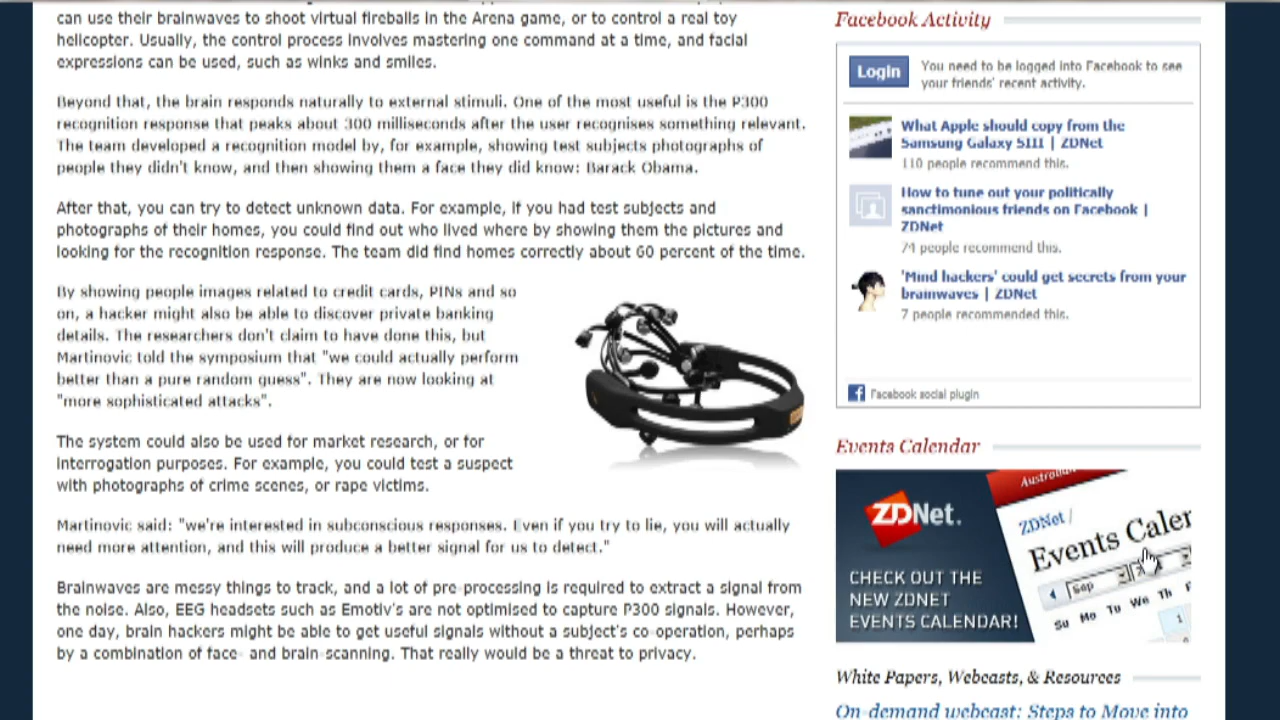 can use their brainwaves to shoot virtual fireballs in the Arena game, or to control a real toy
helicopter. Usually, the control process involves mastering one command at a time, and facial
expressions can be used, such as winks and smiles.
Beyond that, the brain responds naturally to external stimuli. One of the most useful is the P300
recognition response that peaks about 300 milliseconds after the user recognises something relevant.
The team developed a recognition model by, for example, showing test subjects photographs of
people they didn't know, and then showing them a face they did know: Barack Obama.
After that, you can try to detect unknown data. For example, if you had test subjects and
photographs of their homes, you could find out who lived where by showing them the pictures and
looking for the recognition response. The team did find homes correctly about 60 percent of the time.
By showing people images related to credit cards, PINs and so
on, a hacker might also be able to discover private banking
details. The researchers don't claim to have done this, but
Martinovic told the symposium that "we could actually perform
better than a pure random guess". They are now looking at
"more sophisticated attacks".
The system could also be used for market research, or for
interrogation purposes. For example, you could test a suspect
with photographs of crime scenes, or rape victims.
Martinovic said: "we're interested in subconscious responses. Even if you try to lie, you will actually
need more attention, and this will produce a better signal for us to detect."
Brainwaves are messy things to track, and a lot of pre-processing is required to extract a signal from
the noise. Also, EEG headsets such as Emotiv's are not optimised to capture P300 signals. However,
one day, brain hackers might be able to get useful signals without a subject's co-operation, perhaps
by a combination of face- and brain-scanning. That really would be a threat to privacy.
Facebook Activity
Login
You need to be logged into Facebook to see
your friends' recent activity.
What Apple should copy from the
Samsung Galaxy SIII | ZDNet
110 people recommend this.
How to tune out your politically
sanctimonious friends on Facebook |
ZDNet
74 people recommend this.
'Mind hackers' could get secrets from your
brainwaves | ZDNet
7 people recommended this.
Facebook social plugin
Events Calendar
ZDNet.
CHECK OUT THE
NEW ZDNET
EVENTS CALENDAR!
Australian
ZDNet /
Events Caler
Sep
Su Mo Tu We Th F
1
White Papers, Webcasts, & Resources
On-demand webcast: Steps to Move into